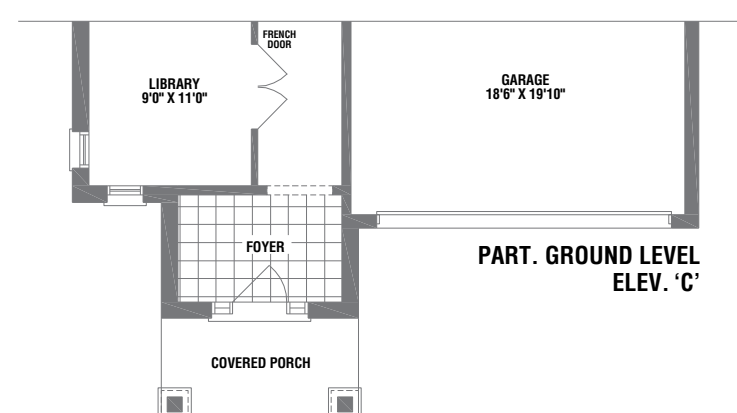 FRENCH
DOOR
LIBRARY
9'0" X 11'0"
GARAGE
18'6" X 19'10"
FOYER
PART. GROUND LEVEL
ELEV. ‘C’
COVERED PORCH